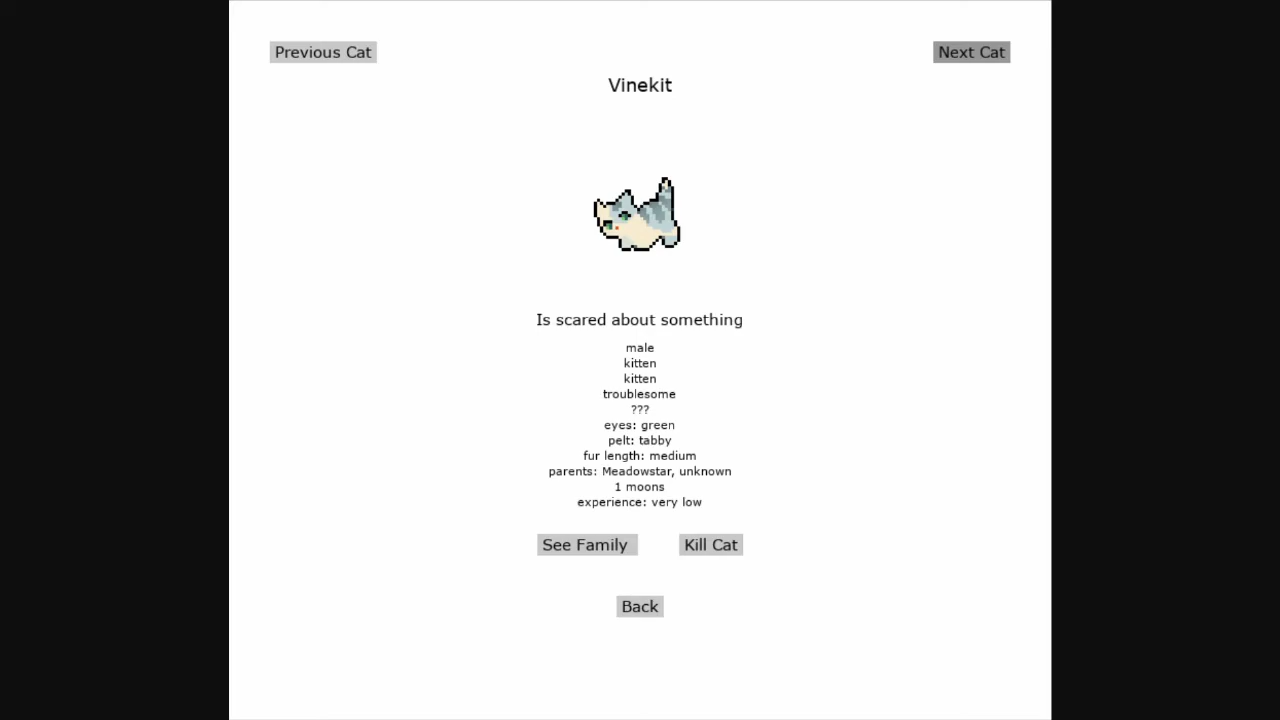 Previous Cat
Next Cat
Vinekit
Is scared about something
male
kitten
kitten
troublesome
???
eyes: green
pelt: tabby
fur length: medium
parents: Meadowstar, unknown
1 moons
experience: very low
See Family
Kill Cat
Back